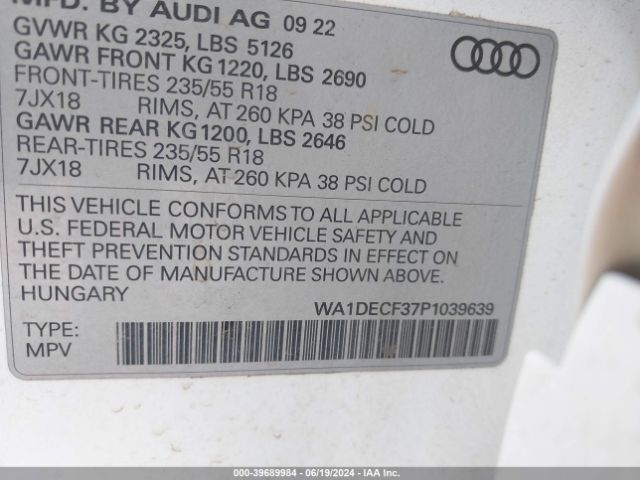 MFD. BY AUDI AG 09 22
GVWR KG 2325, LBS 5126
GAWR FRONT KG 1220, LBS 2690
FRONT-TIRES 235/55 R18
7JX18 RIMS, AT 260 KPA 38 PSI COLD
GAWR REAR KG 1200, LBS 2646
REAR-TIRES 235/55 R18
7JX18 RIMS, AT 260 KPA 38 PSI COLD
THIS VEHICLE CONFORMS TO ALL APPLICABLE
U.S. FEDERAL MOTOR VEHICLE SAFETY AND
THEFT PREVENTION STANDARDS IN EFFECT ON
THE DATE OF MANUFACTURE SHOWN ABOVE.
HUNGARY
WA1DECF37P1039639
TYPE:
MPV
000-39689984 / 06/19/2024 / IAAI.COM